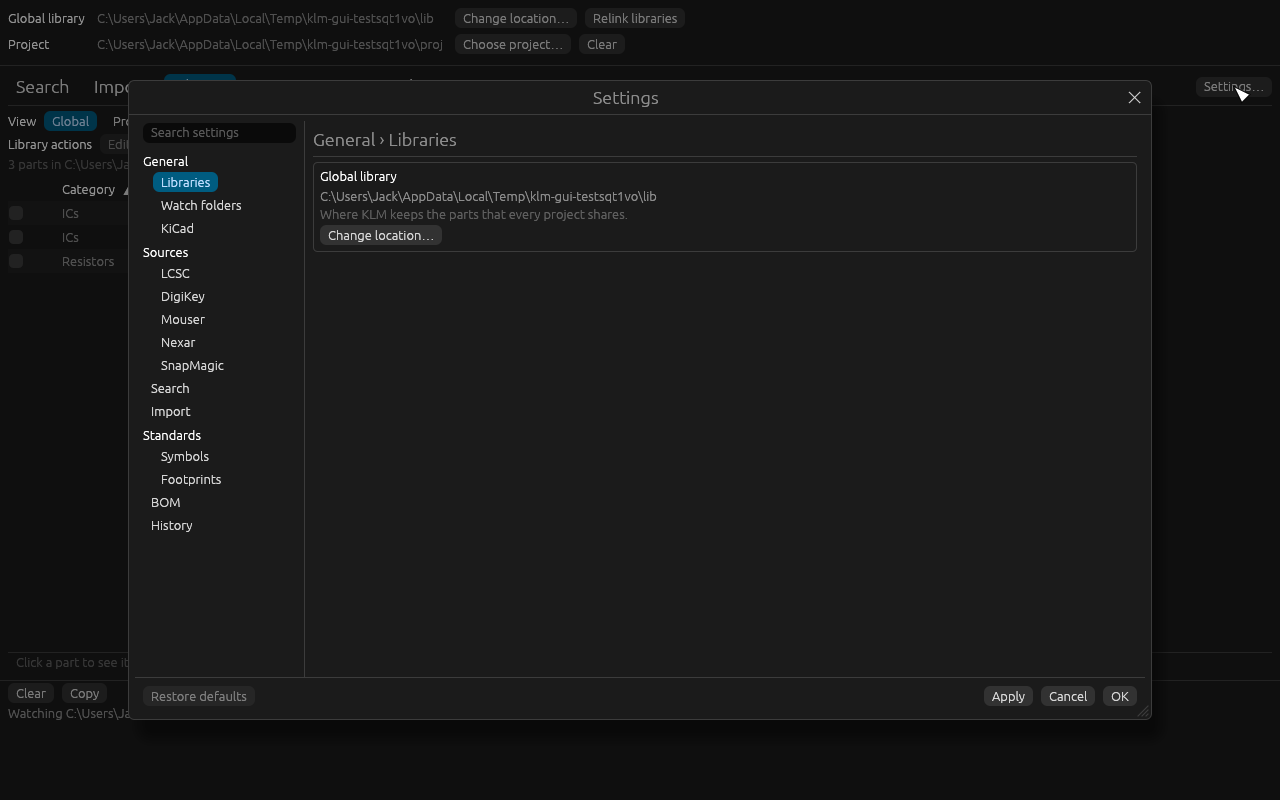 Global library C:\Users\Jack\AppData\Local\Temp\klm-gui-testsqt1vo\lib Change location… Relink libraries
Project C:\Users\Jack\AppData\Local\Temp\klm-gui-testsqt1vo\proj Choose project… Clear
Search Settings…
Settings
View Global
Library actions
3 parts in
Category
ICs
ICs
Resistors
Search settings
General
Libraries
Watch folders
KiCad
Sources
LCSC
DigiKey
Mouser
Nexar
SnapMagic
Search
Import
Standards
Symbols
Footprints
BOM
History
General › Libraries
Global library
C:\Users\Jack\AppData\Local\Temp\klm-gui-testsqt1vo\lib
Where KLM keeps the parts that every project shares.
Change location…
Restore defaults Apply Cancel OK
Click a part to see
Clear Copy
Watching